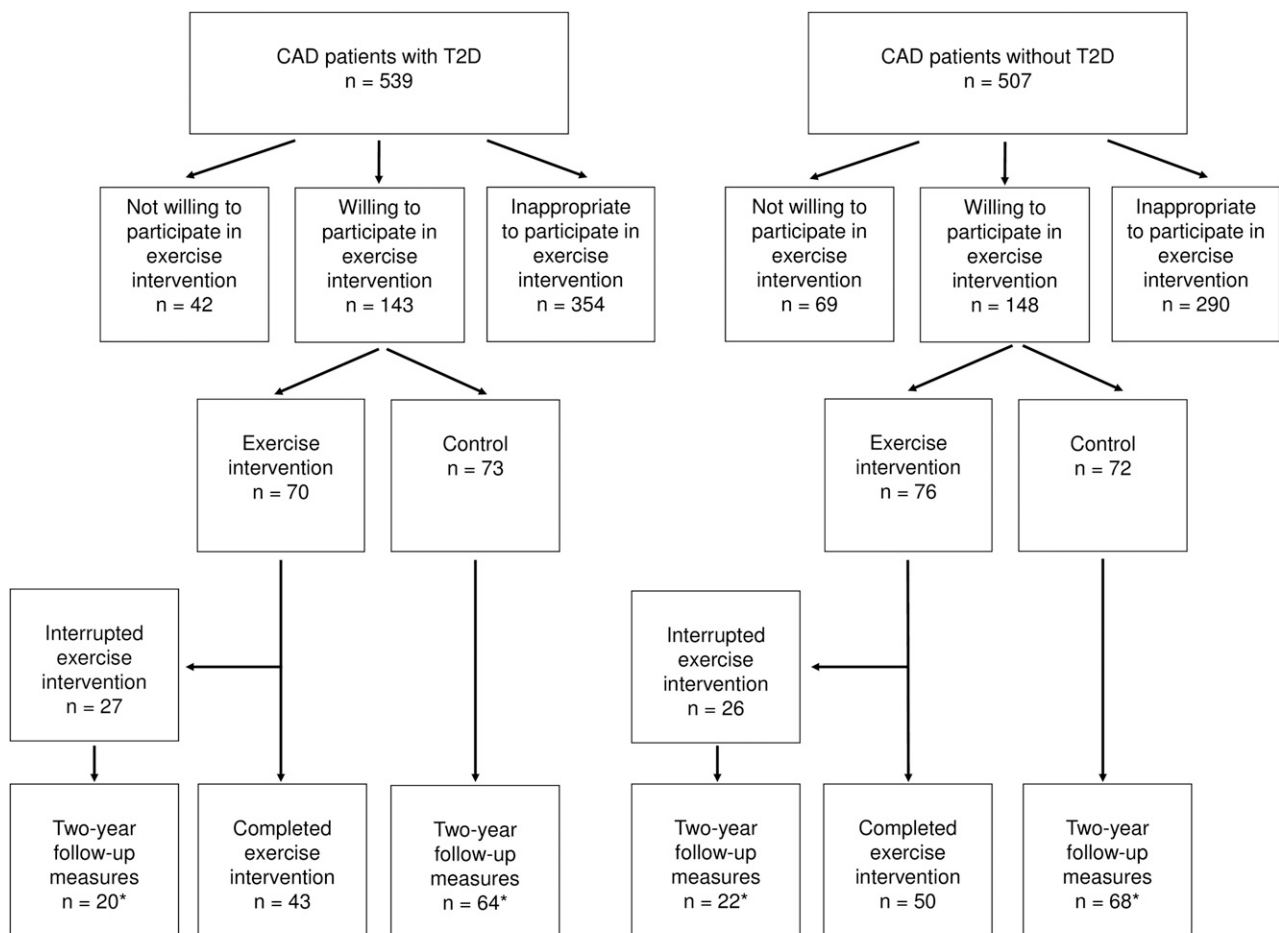 CAD patients with T2D
n = 539
CAD patients without T2D
n = 507
Not willing to
participate in
exercise
intervention
n = 42
Willing to
participate in
exercise
intervention
n = 143
Inappropriate
to participate in
exercise
intervention
n = 354
Not willing to
participate in
exercise
intervention
n = 69
Willing to
participate in
exercise
intervention
n = 148
Inappropriate
to participate in
exercise
intervention
n = 290
Exercise
intervention
n = 70
Control
n = 73
Exercise
intervention
n = 76
Control
n = 72
Interrupted
exercise
intervention
n = 27
Interrupted
exercise
intervention
n = 26
Two-year
follow-up
measures
n = 20*
Completed
exercise
intervention
n = 43
Two-year
follow-up
measures
n = 64*
Two-year
follow-up
measures
n = 22*
Completed
exercise
intervention
n = 50
Two-year
follow-up
measures
n = 68*